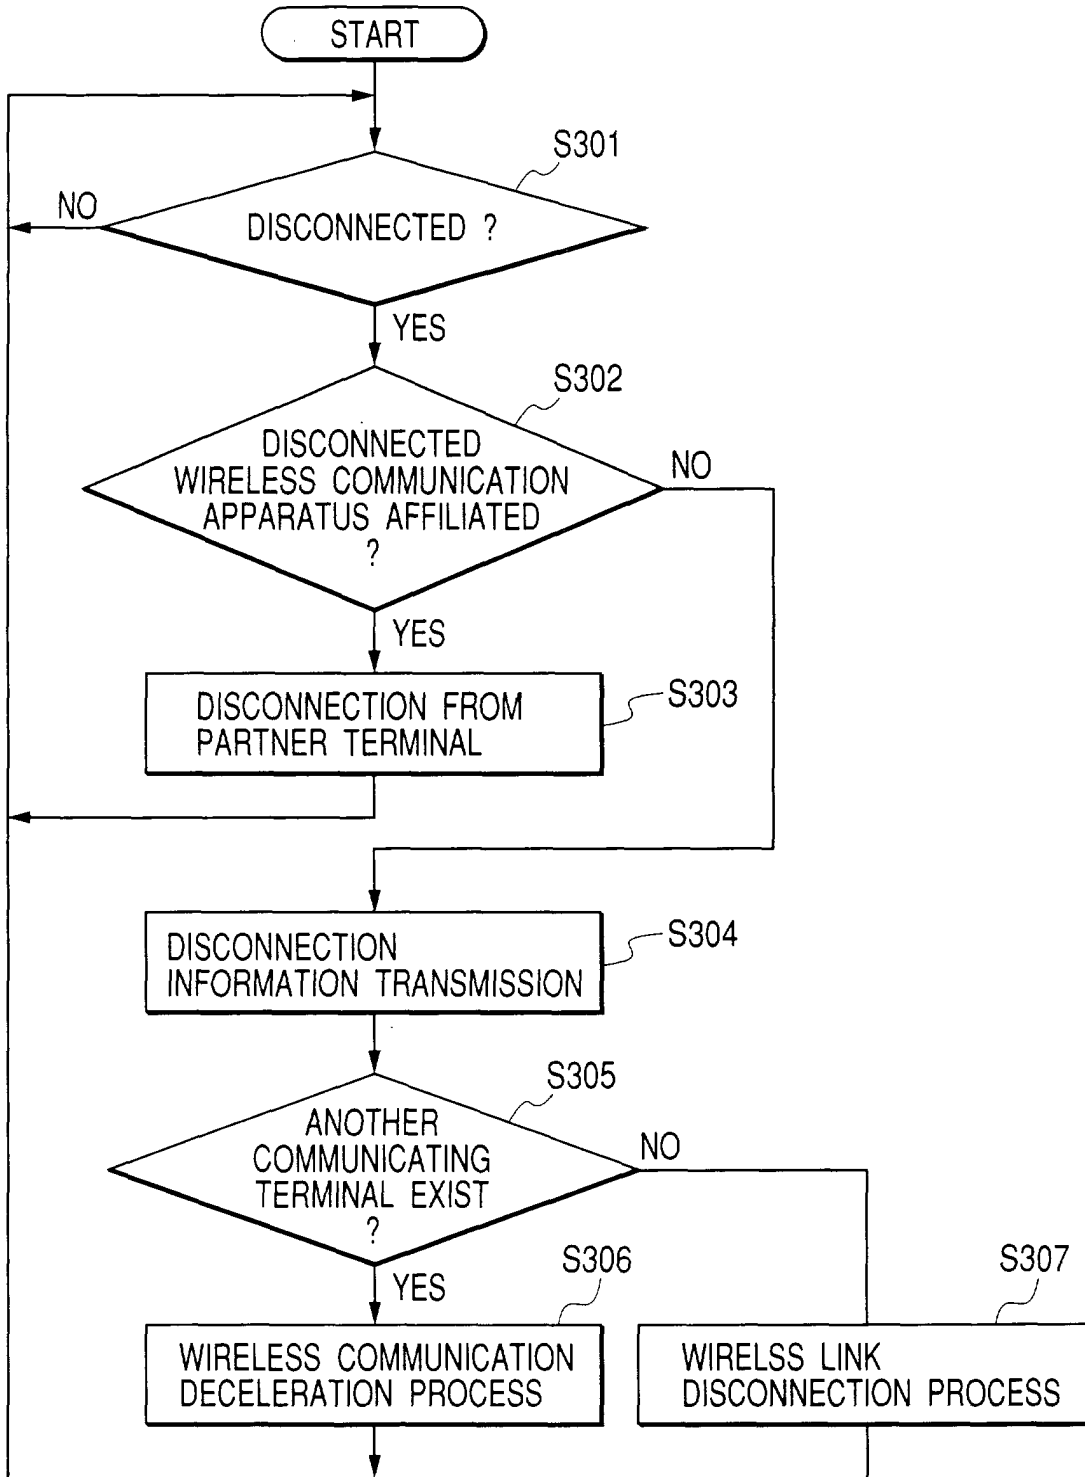 START
S301
NO
DISCONNECTED ?
YES
S302
DISCONNECTED
WIRELESS COMMUNICATION
APPARATUS AFFILIATED
?
NO
YES
S303
DISCONNECTION FROM
PARTNER TERMINAL
S304
DISCONNECTION
INFORMATION TRANSMISSION
S305
ANOTHER
COMMUNICATING
TERMINAL EXIST
?
NO
YES
S306
S307
WIRELESS COMMUNICATION
DECELERATION PROCESS
WIRELSS LINK
DISCONNECTION PROCESS